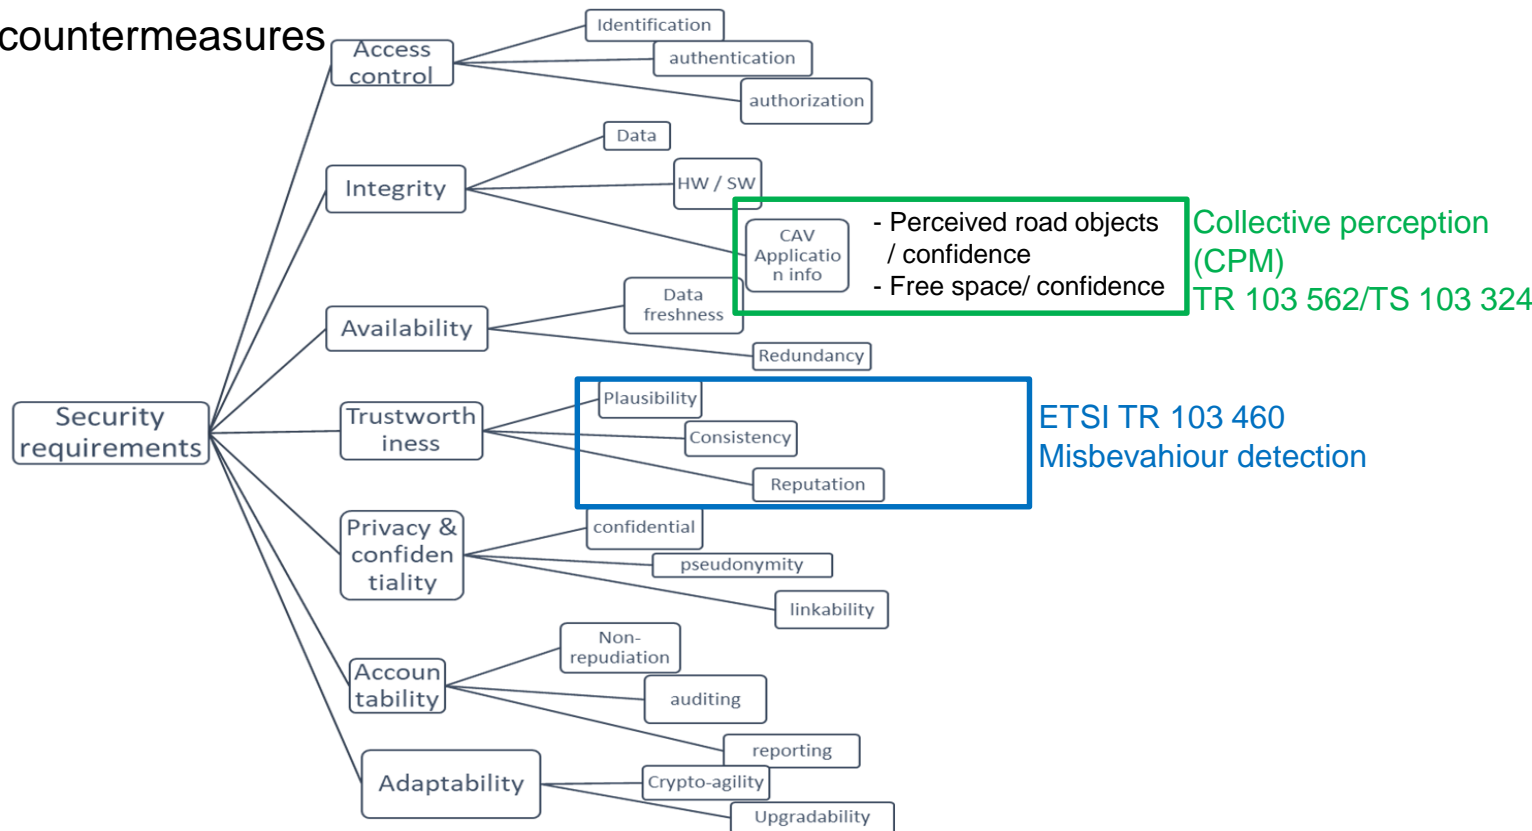 countermeasures
Access
control
Identification
authentication
authorization
Integrity
Data
HW / SW
CAV
Applicatio
n info
- Perceived road objects
/ confidence
- Free space/ confidence
Collective perception
(CPM)
TR 103 562/TS 103 324
Availability
Data
freshness
Redundancy
Security
requirements
Trustworth
iness
Plausibility
Consistency
Reputation
ETSI TR 103 460
Misbevahiour detection
Privacy &
confiden
tiality
confidential
pseudonymity
linkability
Accoun
tability
Non-
repudiation
auditing
reporting
Adaptability
Crypto-agility
Upgradability